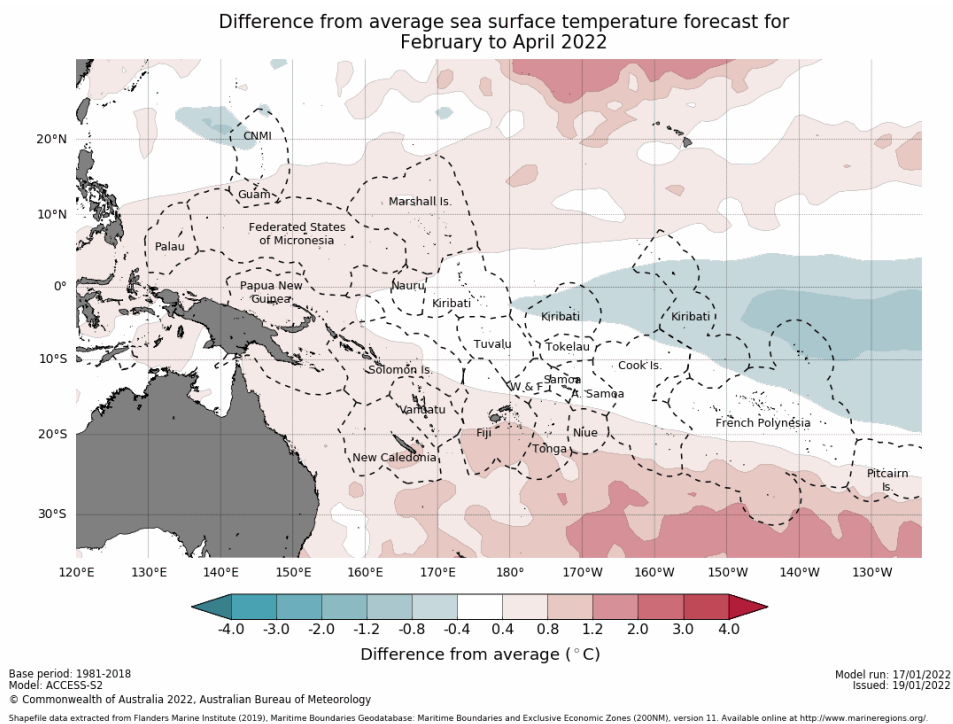 Difference from average sea surface temperature forecast for
February to April 2022
20°N
10°N
0°
10°S
20°S
30°S
CNMI
Guam
Marshall Is.
Federated States
of Micronesia
Palau
Papua New
Guinea
Nauru
Kiribati
Kiribati
Kiribati
Tuvalu
Tokelau
Solomon Is.
Cook Is.
W & F
Samoa
A. Samoa
Vanuatu
French Polynesia
Fiji
Niue
Tonga
New Caledonia
Pitcairn
Is.
120°E 130°E 140°E 150°E 160°E 170°E 180° 170°W 160°W 150°W 140°W 130°W
-4.0 -3.0 -2.0 -1.2 -0.8 -0.4 0.4 0.8 1.2 2.0 3.0 4.0
Difference from average (°C)
Base period: 1981-2018
Model: ACCESS-S2
© Commonwealth of Australia 2022, Australian Bureau of Meteorology
Model run: 17/01/2022
Issued: 19/01/2022
Shapefile data extracted from Flanders Marine Institute (2019), Maritime Boundaries Geodatabase: Maritime Boundaries and Exclusive Economic Zones (200NM), version 11. Available online at http://www.marineregions.org/.